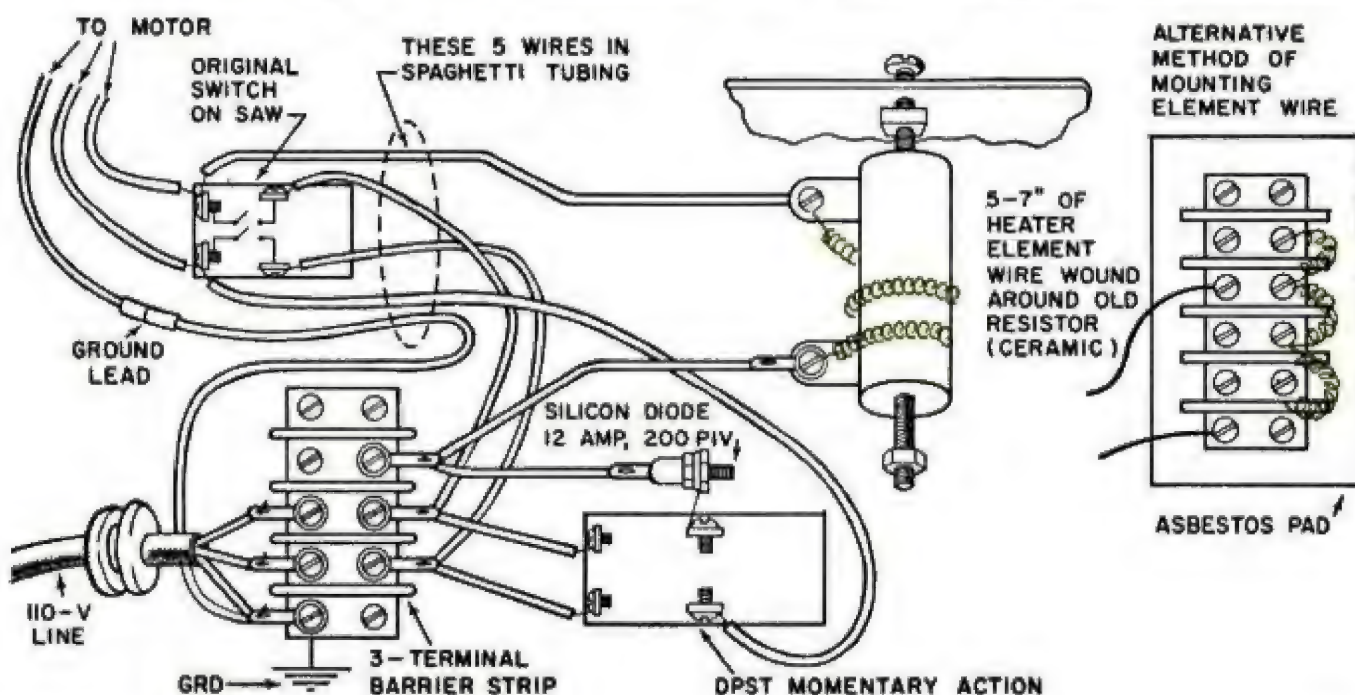 TO MOTOR
ORIGINAL
SWITCH
ON SAW
THESE 5 WIRES IN
SPAGHETTI TUBING
ALTERNATIVE
METHOD OF
MOUNTING
ELEMENT WIRE
5-7" OF
HEATER
ELEMENT
WIRE WOUND
AROUND OLD
RESISTOR
(CERAMIC)
GROUND
LEAD
SILICON DIODE
12 AMP, 200 PIV
ASBESTOS PAD
110-V
LINE
GRD
3-TERMINAL
BARRIER STRIP
DPST MOMENTARY ACTION